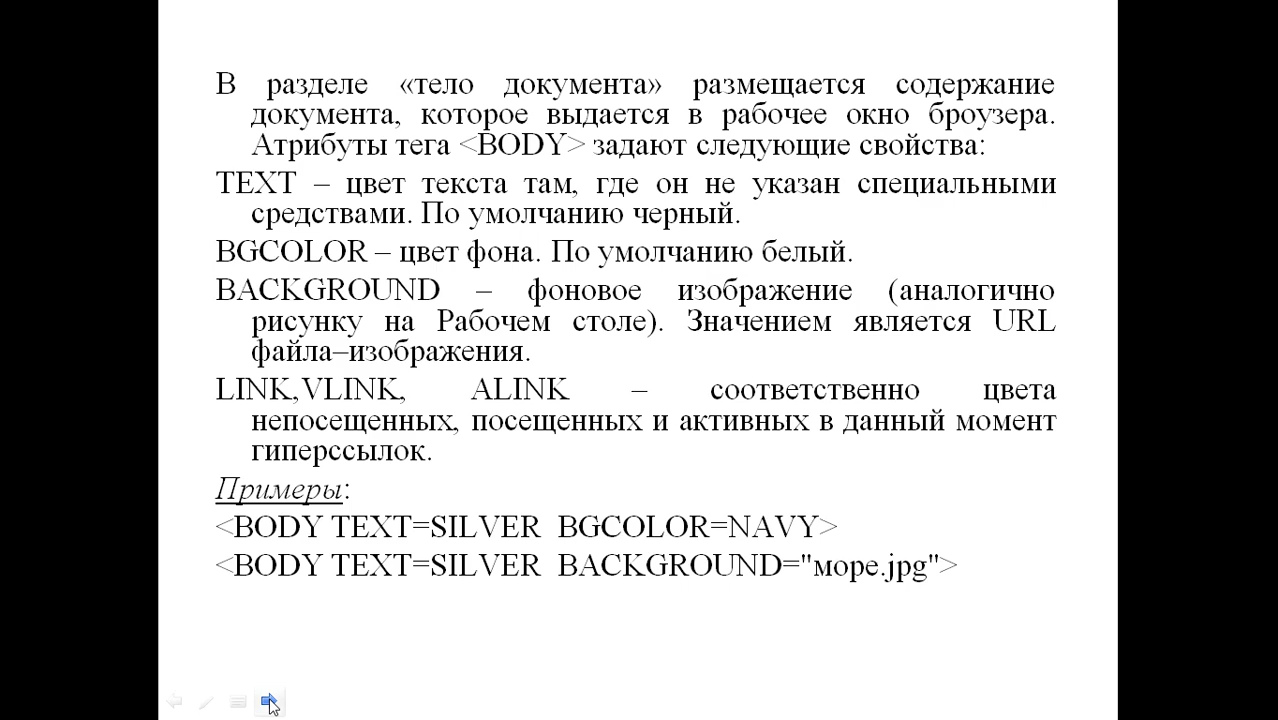 В разделе «тело документа» размещается содержание
документа, которое выдается в рабочее окно броузера.
Атрибуты тега <BODY> задают следующие свойства:
TEXT – цвет текста там, где он не указан специальными
средствами. По умолчанию черный.
BGCOLOR – цвет фона. По умолчанию белый.
BACKGROUND – фоновое изображение (аналогично
рисунку на Рабочем столе). Значением является URL
файла–изображения.
LINK,VLINK, ALINK – соответственно цвета
непосещенных, посещенных и активных в данный момент
гиперссылок.
Примеры:
<BODY TEXT=SILVER BGCOLOR=NAVY>
<BODY TEXT=SILVER BACKGROUND="море.jpg">